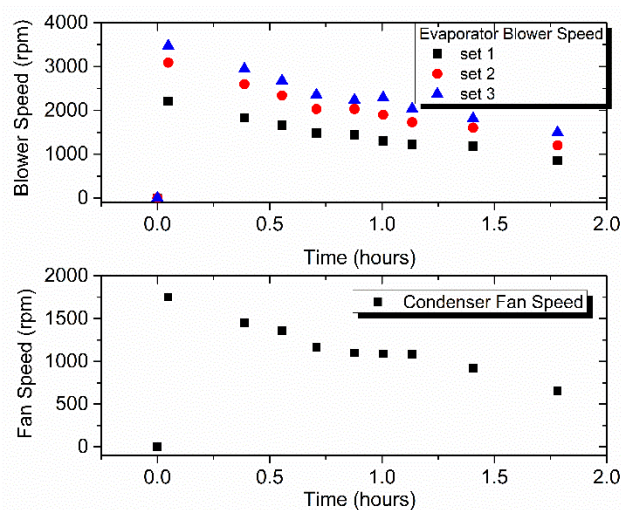 Evaporator Blower Speed
set 1
set 2
set 3
Blower Speed (rpm)
4000
3000
2000
1000
0
0.0 0.5 1.0 1.5 2.0
Time (hours)
Condenser Fan Speed
Fan Speed (rpm)
2000
1500
1000
500
0
0.0 0.5 1.0 1.5 2.0
Time (hours)